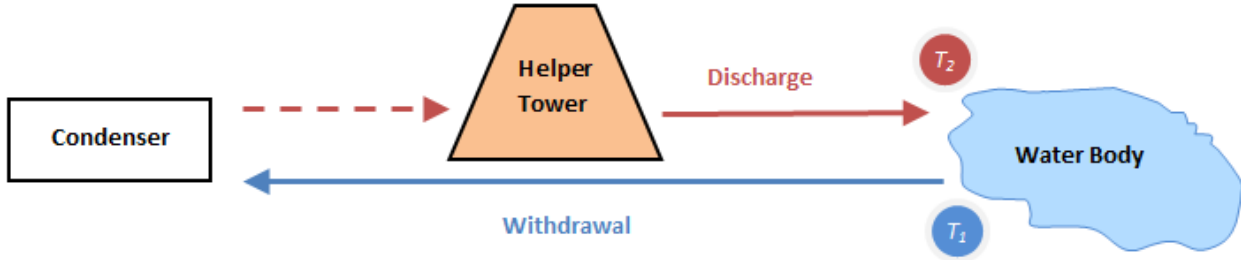 Condenser
Helper
Tower
Discharge
T2
Water Body
Withdrawal
T1